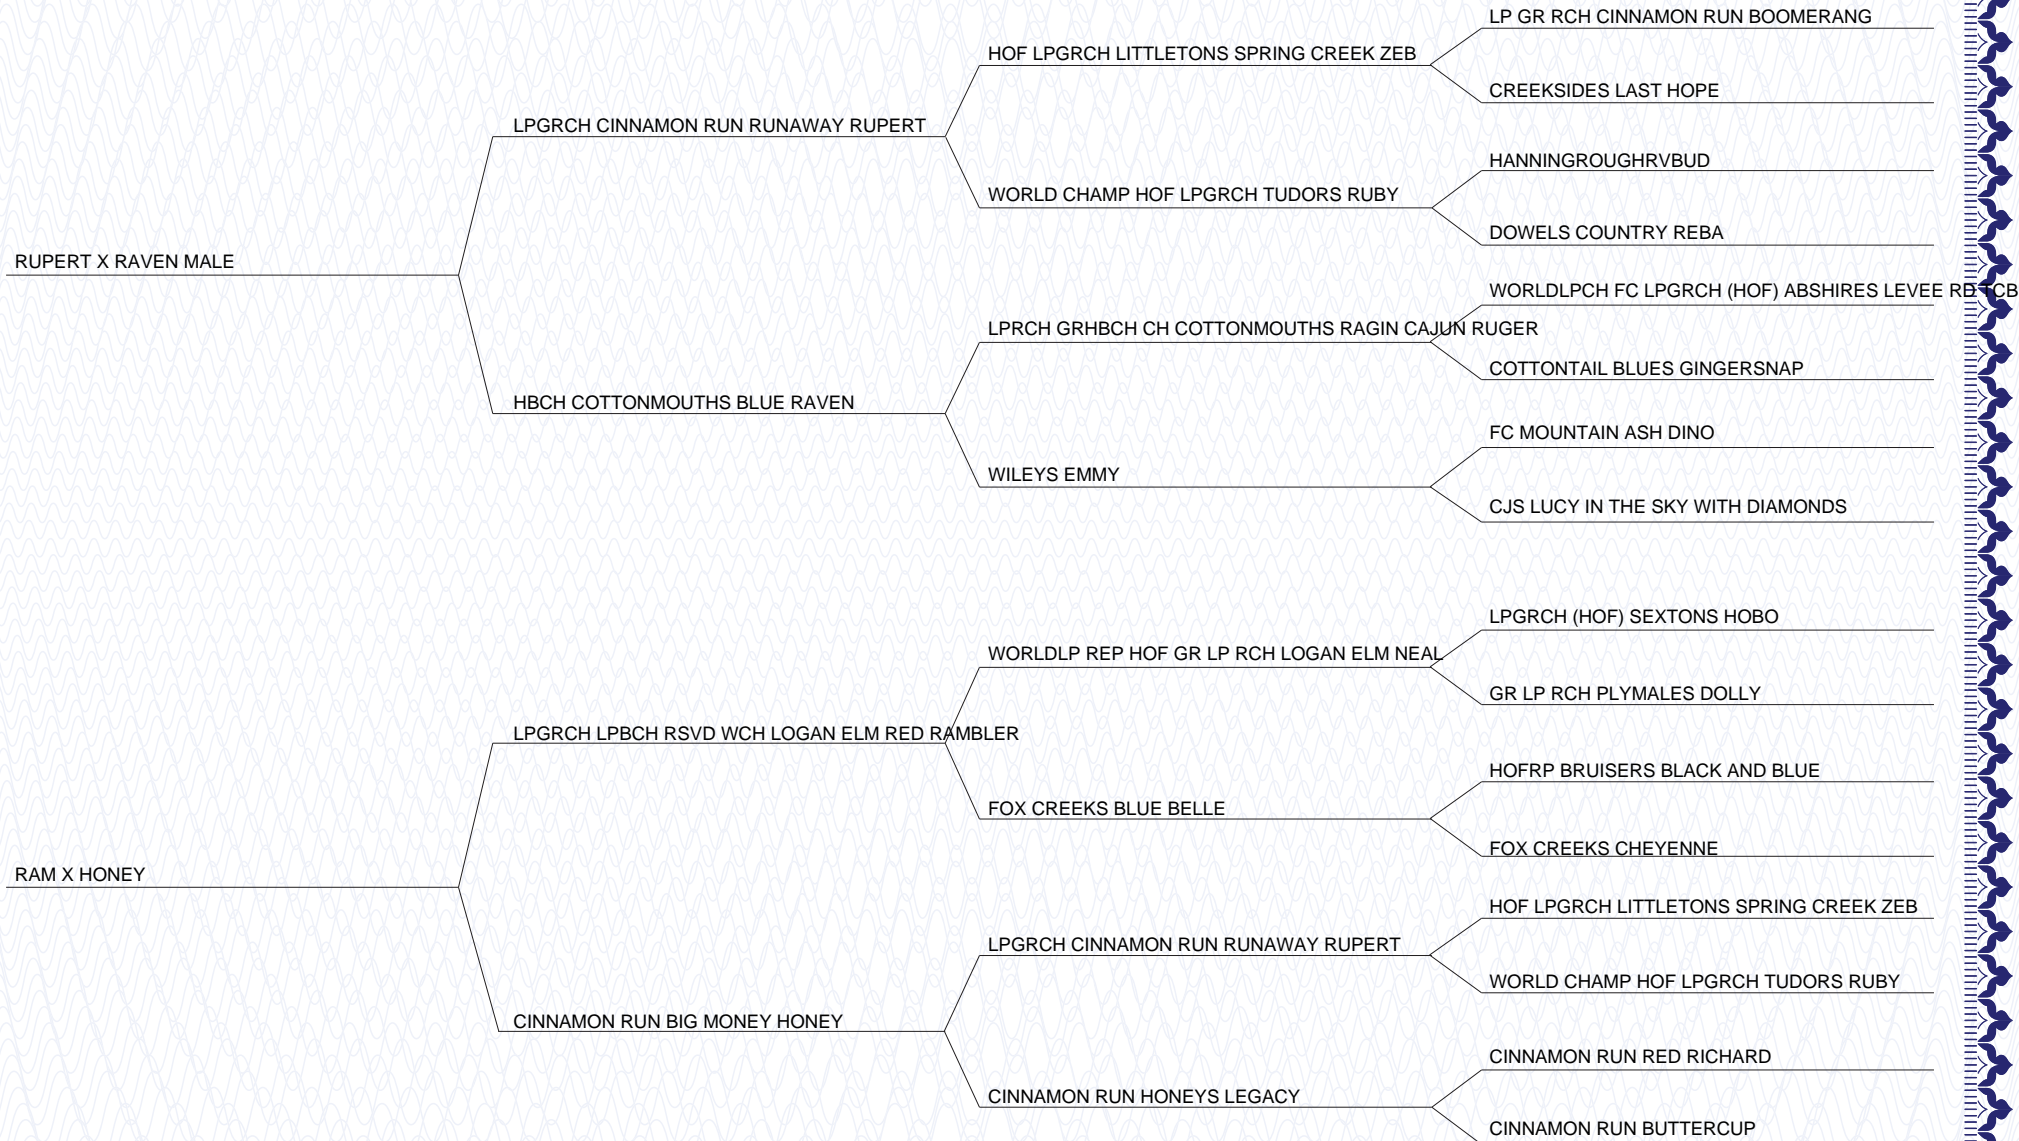 LP GR RCH CINNAMON RUN BOOMERANG
HOF LPGRCH LITTLETONS SPRING CREEK ZEB
CREEKSIDES LAST HOPE
LPGRCH CINNAMON RUN RUNAWAY RUPERT
HANNINGROUGHRVBUD
WORLD CHAMP HOF LPGRCH TUDORS RUBY
DOWELS COUNTRY REBA
RUPERT X RAVEN MALE
WORLDLPCH FC LPGRCH (HOF) ABSHIRES LEVEE RD TCB
LPRCH GRHBCH CH COTTONMOUTHS RAGIN CAJUN RUGER
COTTONTAIL BLUES GINGERSNAP
HBCH COTTONMOUTHS BLUE RAVEN
FC MOUNTAIN ASH DINO
WILEYS EMMY
CJS LUCY IN THE SKY WITH DIAMONDS
LPGRCH (HOF) SEXTONS HOBO
WORLDLP REP HOF GR LP RCH LOGAN ELM NEAL
GR LP RCH PLYMALES DOLLY
LPGRCH LPBCH RSVD WCH LOGAN ELM RED RAMBLER
HOFRP BRUISERS BLACK AND BLUE
FOX CREEKS BLUE BELLE
FOX CREEKS CHEYENNE
RAM X HONEY
HOF LPGRCH LITTLETONS SPRING CREEK ZEB
LPGRCH CINNAMON RUN RUNAWAY RUPERT
WORLD CHAMP HOF LPGRCH TUDORS RUBY
CINNAMON RUN BIG MONEY HONEY
CINNAMON RUN RED RICHARD
CINNAMON RUN HONEYS LEGACY
CINNAMON RUN BUTTERCUP